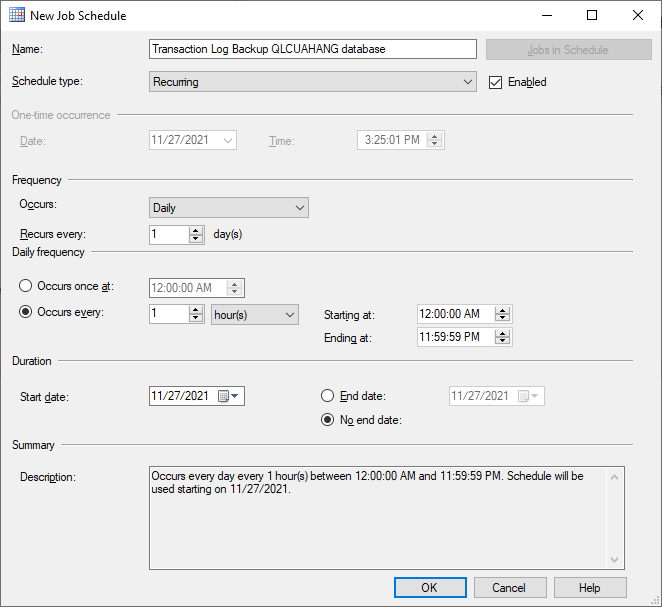 New Job Schedule
Name: Transaction Log Backup QLCUAHANG database Jobs in Schedule
Schedule type: Recurring Enabled
One-time occurrence
Date: 11/27/2021 Time: 3:25:01 PM
Frequency
Occurs: Daily
Recurs every: 1 day(s)
Daily frequency
Occurs once at: 12:00:00 AM
Occurs every: 1 hour(s) Starting at: 12:00:00 AM
Ending at: 11:59:59 PM
Duration
Start date: 11/27/2021 End date: 11/27/2021
No end date:
Summary
Description: Occurs every day every 1 hour(s) between 12:00:00 AM and 11:59:59 PM. Schedule will be
used starting on 11/27/2021.
OK Cancel Help